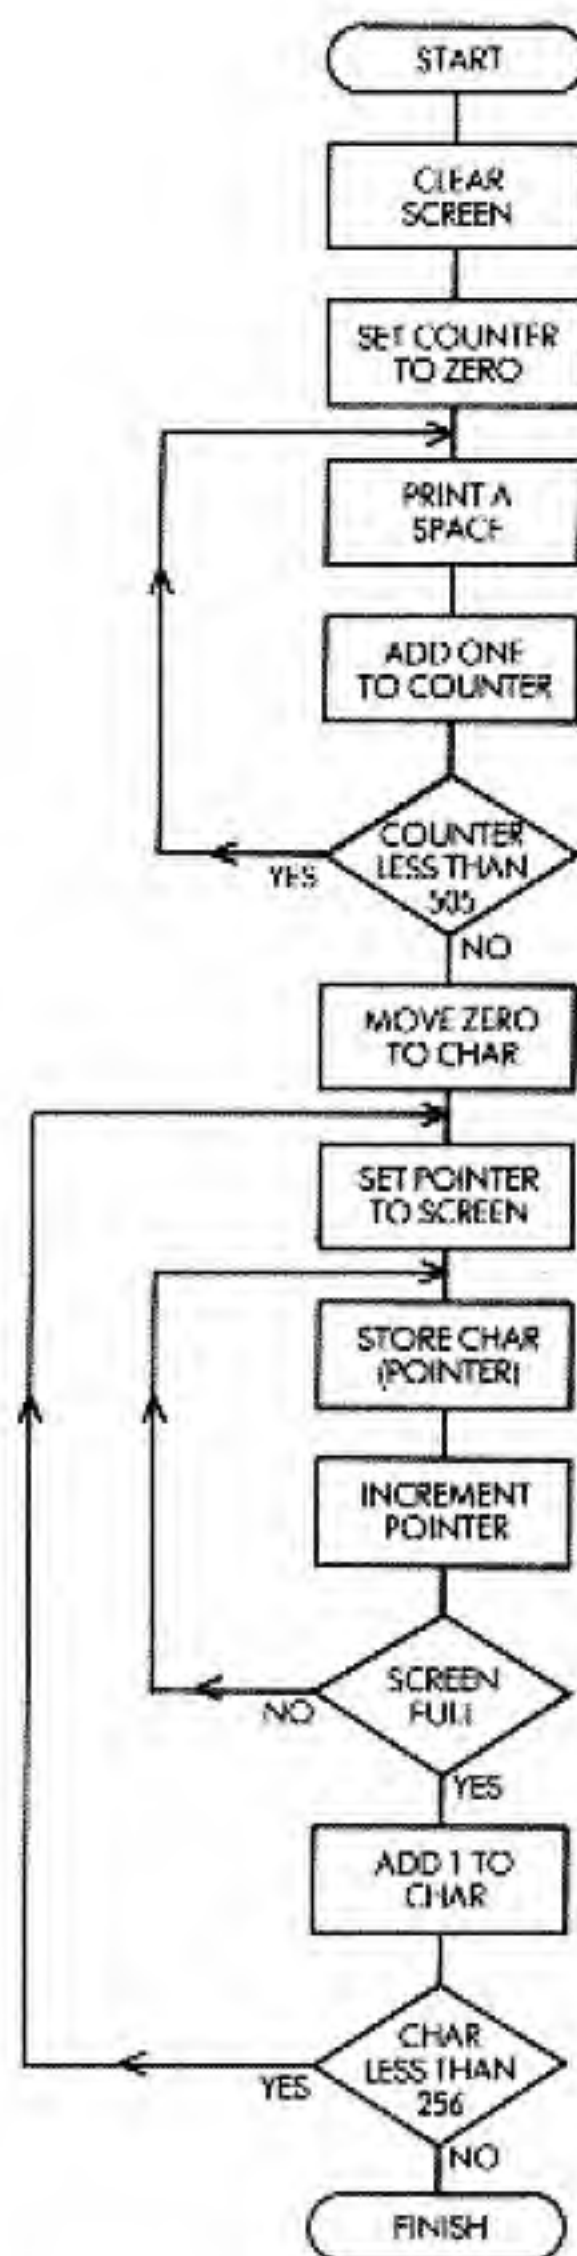 START
CLEAR
SCREEN
SET COUNTER
TO ZERO
PRINT A
SPACE
ADD ONE
TO COUNTER
COUNTER
LESS THAN
505
YES
NO
MOVE ZERO
TO CHAR
SET POINTER
TO SCREEN
STORE CHAR
(POINTER)
INCREMENT
POINTER
SCREEN
FULL
NO
YES
ADD 1 TO
CHAR
CHAR
LESS THAN
256
YES
NO
FINISH